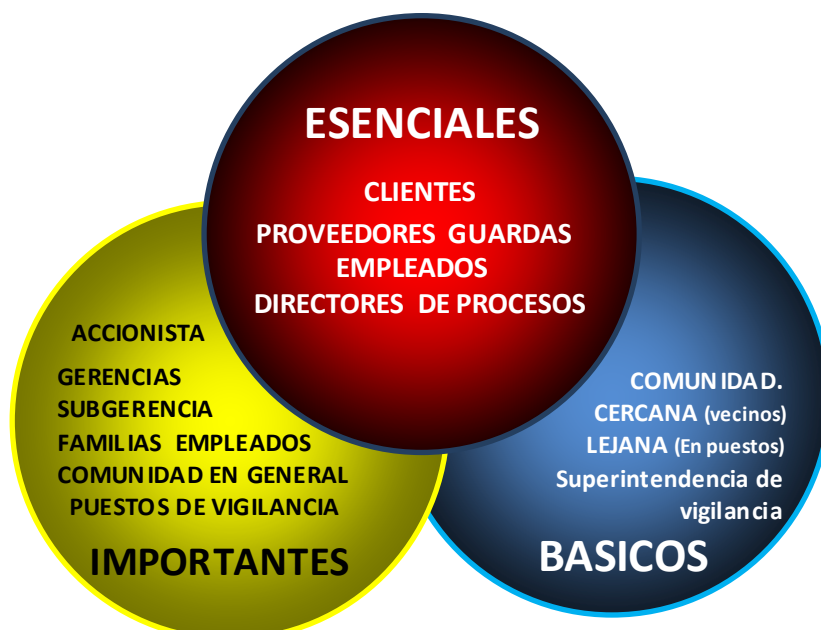 ESENCIALES
CLIENTES
PROVEEDORES GUARDAS
EMPLEADOS
DIRECTORES DE PROCESOS
ACCIONISTA
GERENCIAS
SUBGERENCIA
FAMILIAS EMPLEADOS
COMUNIDAD EN GENERAL
PUESTOS DE VIGILANCIA
IMPORTANTES
COMUNIDAD.
CERCANA (vecinos)
LEJANA (En puestos)
Superintendencia de
vigilancia
BASICOS